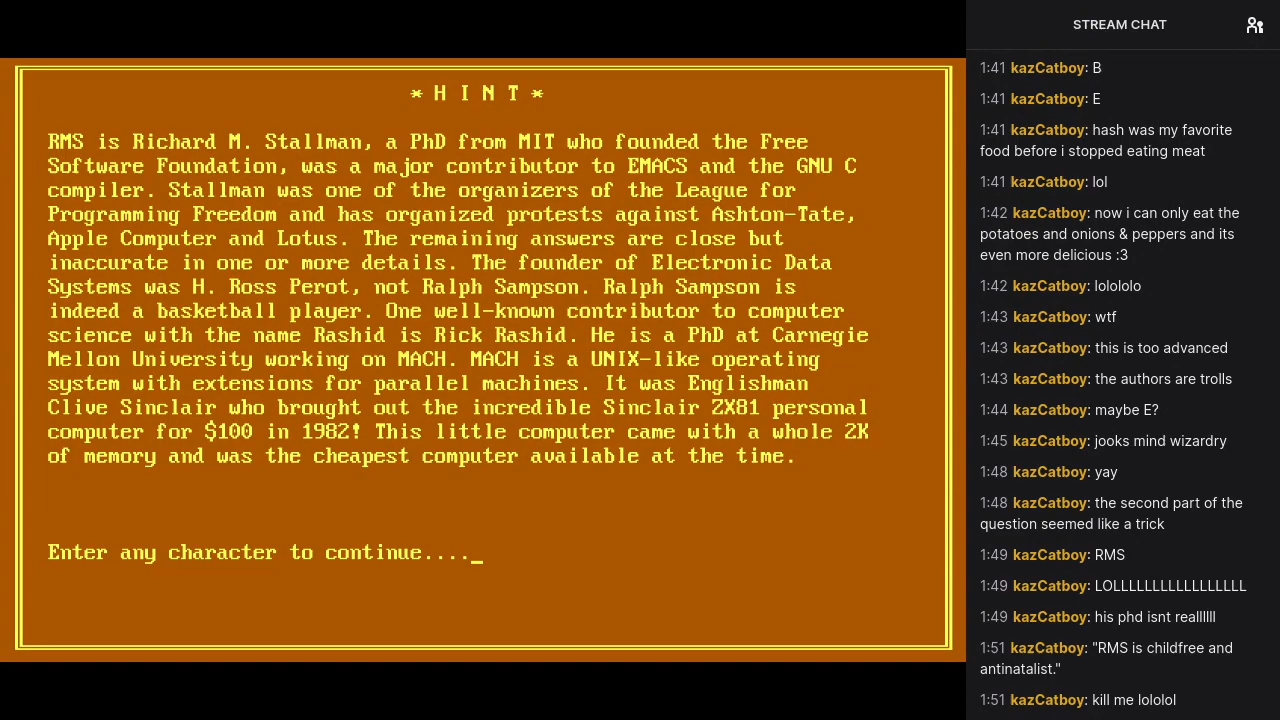 * H I N T *
RMS is Richard M. Stallman, a PhD from MIT who founded the Free
Software Foundation, was a major contributor to EMACS and the GNU C
compiler. Stallman was one of the organizers of the League for
Programming Freedom and has organized protests against Ashton-Tate,
Apple Computer and Lotus. The remaining answers are close but
inaccurate in one or more details. The founder of Electronic Data
Systems was H. Ross Perot, not Ralph Sampson. Ralph Sampson is
indeed a basketball player. One well-known contributor to computer
science with the name Rashid is Rick Rashid. He is a PhD at Carnegie
Mellon University working on MACH. MACH is a UNIX-like operating
system with extensions for parallel machines. It was Englishman
Clive Sinclair who brought out the incredible Sinclair ZX81 personal
computer for $100 in 1982! This little computer came with a whole 2K
of memory and was the cheapest computer available at the time.
Enter any character to continue...._
STREAM CHAT
1:41 kazCatboy: B
1:41 kazCatboy: E
1:41 kazCatboy: hash was my favorite
food before i stopped eating meat
1:41 kazCatboy: lol
1:42 kazCatboy: now i can only eat the
potatoes and onions & peppers and its
even more delicious :3
1:42 kazCatboy: lolololo
1:43 kazCatboy: wtf
1:43 kazCatboy: this is too advanced
1:43 kazCatboy: the authors are trolls
1:44 kazCatboy: maybe E?
1:45 kazCatboy: jooks mind wizardry
1:48 kazCatboy: yay
1:48 kazCatboy: the second part of the
question seemed like a trick
1:49 kazCatboy: RMS
1:49 kazCatboy: LOLLLLLLLLLLLLLLLLL
1:49 kazCatboy: his phd isnt reallllll
1:51 kazCatboy: "RMS is childfree and
antinatalist."
1:51 kazCatboy: kill me lololol